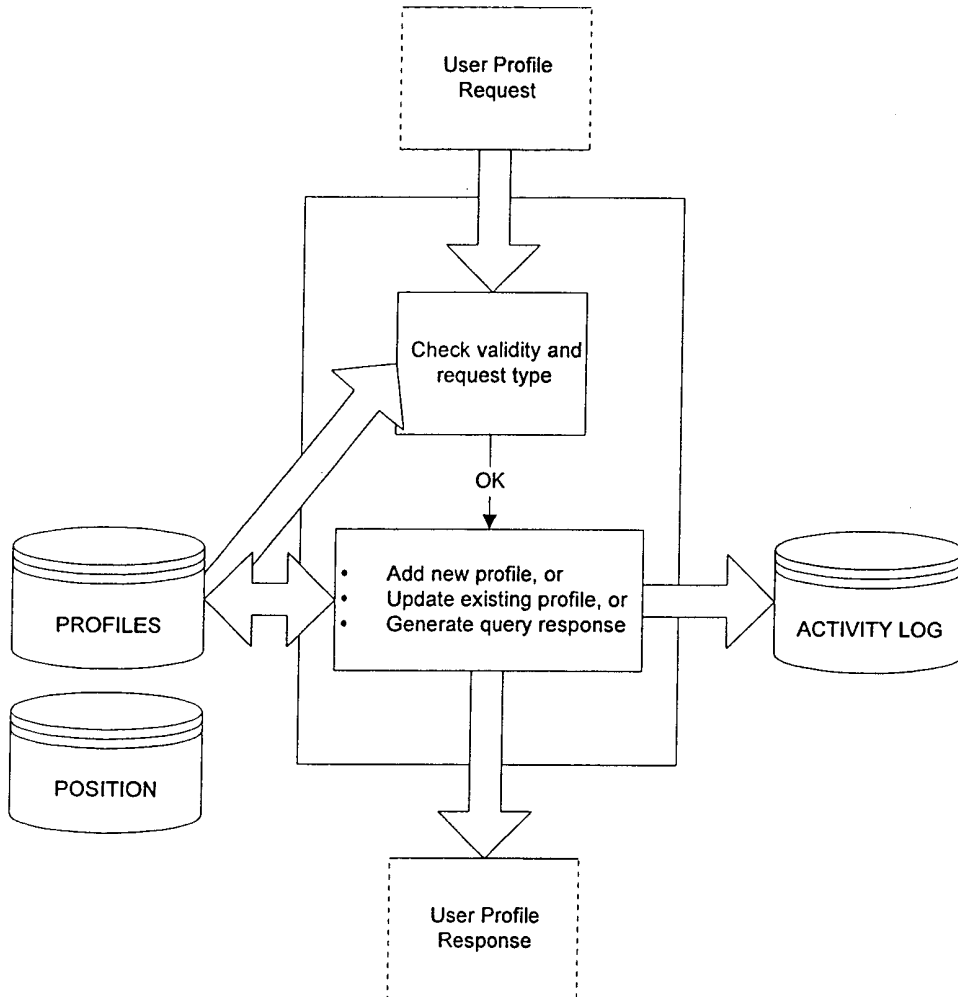 User Profile
Request
Check validity and
request type
OK
PROFILES
• Add new profile, or
• Update existing profile, or
• Generate query response
ACTIVITY LOG
POSITION
User Profile
Response